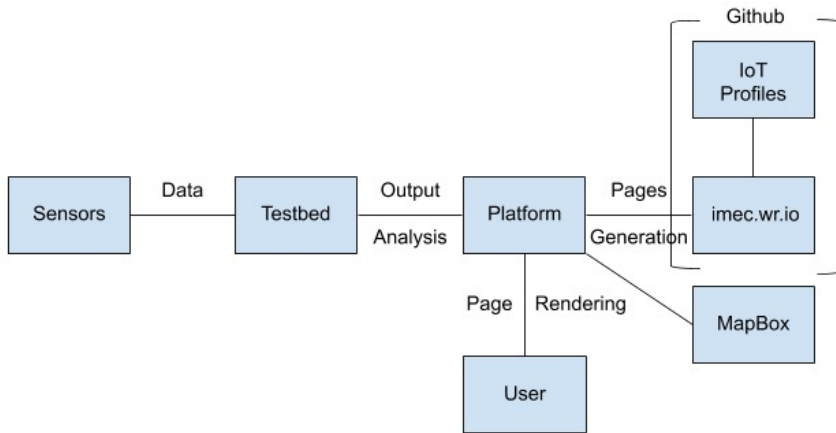 Github
IoT
Profiles
Sensors
Data
Testbed
Output
Analysis
Platform
Pages
Generation
imec.wr.io
Page
Rendering
MapBox
User